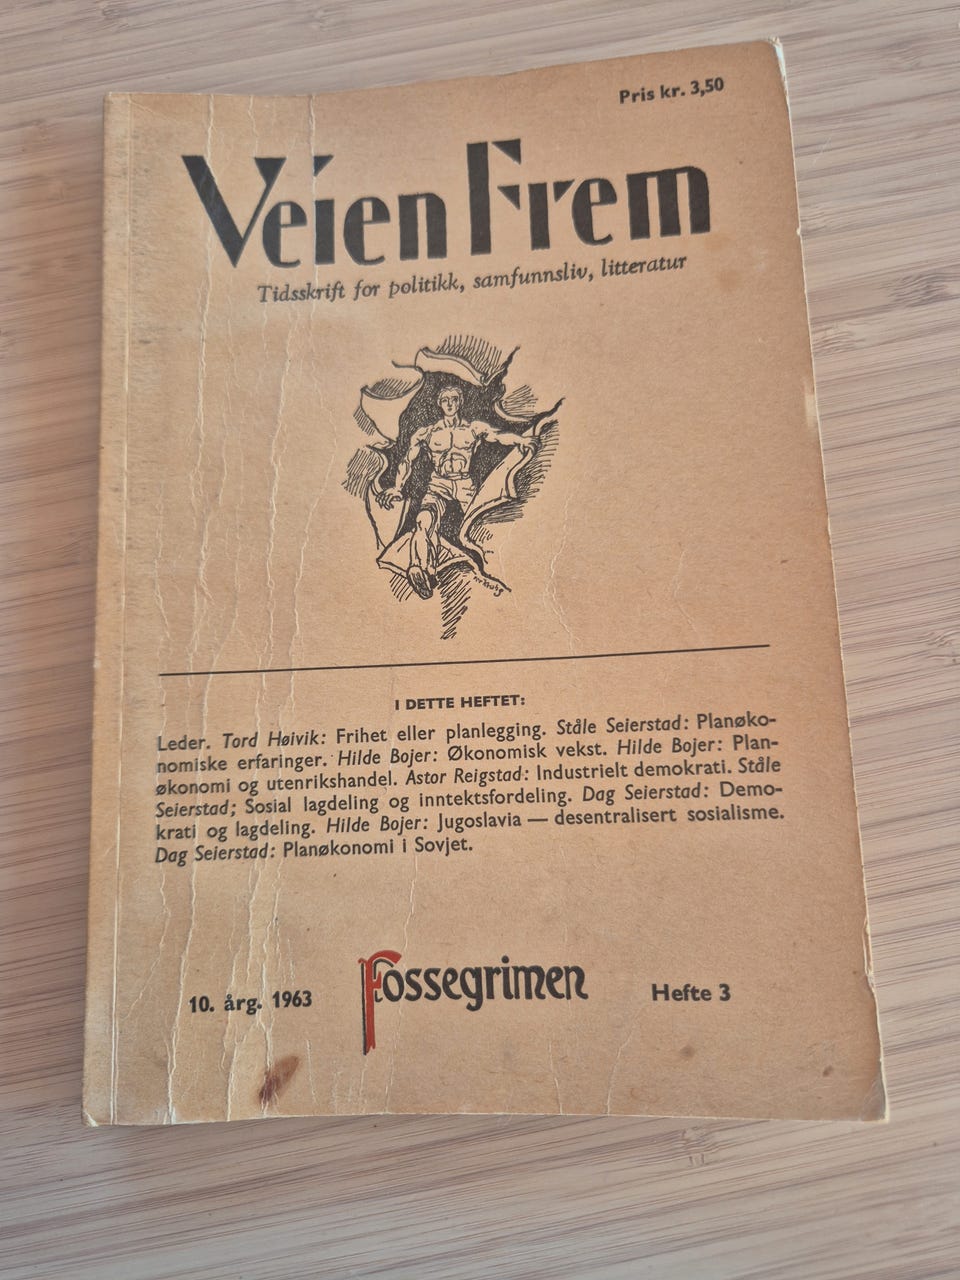 Pris kr. 3,50
Veien Frem
Tidsskrift for politikk, samfunnsliv, litteratur
I DETTE HEFTET:
Leder. Tord Høivik: Frihet eller planlegging. Ståle Seierstad: Planøko-
nomiske erfaringer. Hilde Bojer: Økonomisk vekst. Hilde Bojer: Plan-
økonomi og utenrikshandel. Astor Reigstad: Industrielt demokrati. Ståle
Seierstad; Sosial lagdeling og inntektsfordeling. Dag Seierstad: Demo-
krati og lagdeling. Hilde Bojer: Jugoslavia — desentralisert sosialisme.
Dag Seierstad: Planøkonomi i Sovjet.
10. årg. 1963
Fossegrimen
Hefte 3